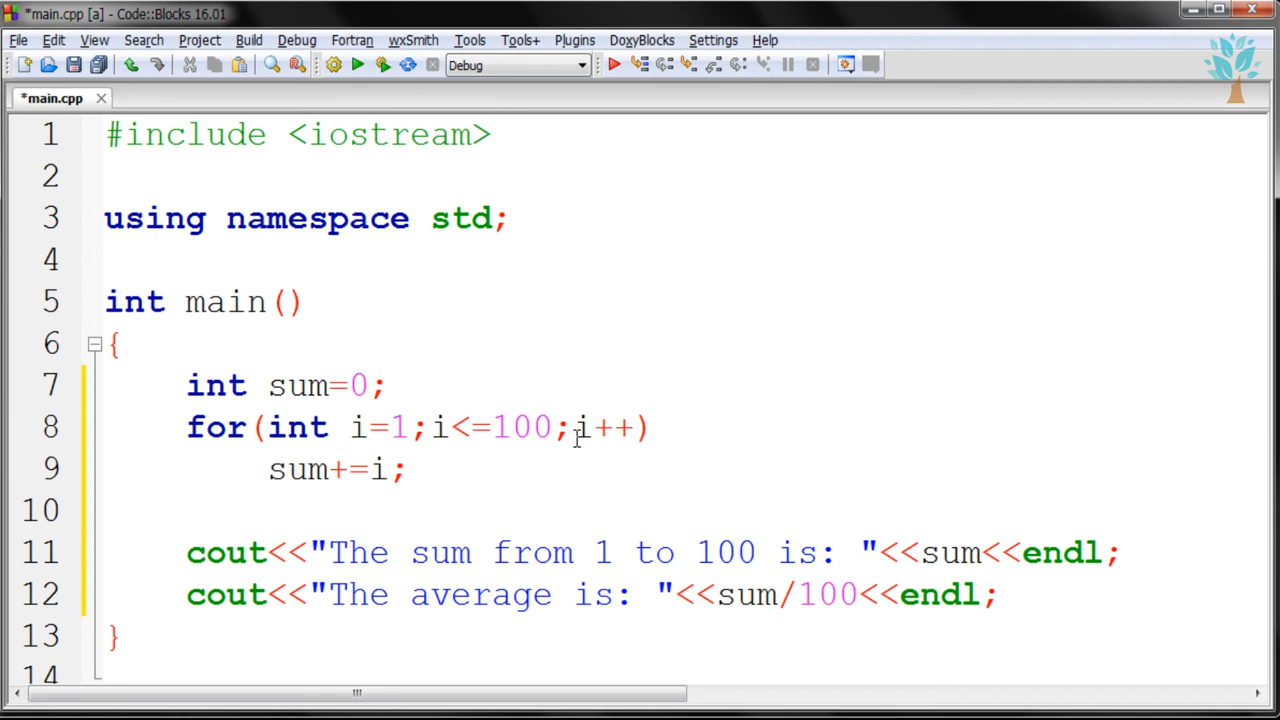 *main.cpp [a] - Code::Blocks 16.01
File Edit View Search Project Build Debug Fortran wxSmith Tools Tools+ Plugins DoxyBlocks Settings Help
Debug
*main.cpp
1 #include <iostream>
2
3 using namespace std;
4
5 int main()
6 {
7 int sum=0;
8 for(int i=1;i<=100;i++)
9 sum+=i;
10
11 cout<<"The sum from 1 to 100 is: "<<sum<<endl;
12 cout<<"The average is: "<<sum/100<<endl;
13 }
14